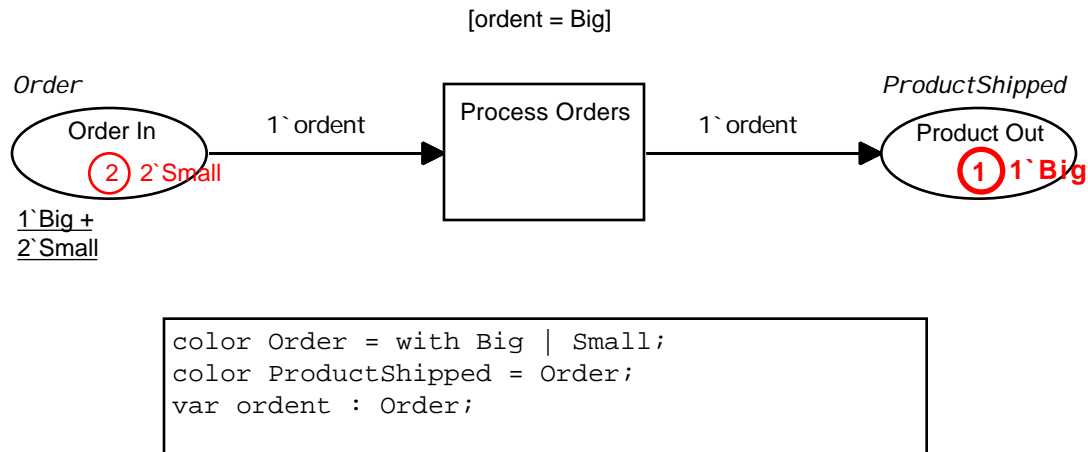 [ordent = Big]
Order
ProductShipped
Order In
1`ordent
Process Orders
1`ordent
Product Out
2 2`Small
1 1`Big
1`Big +
2`Small
color Order = with Big | Small;
color ProductShipped = Order;
var ordent : Order;